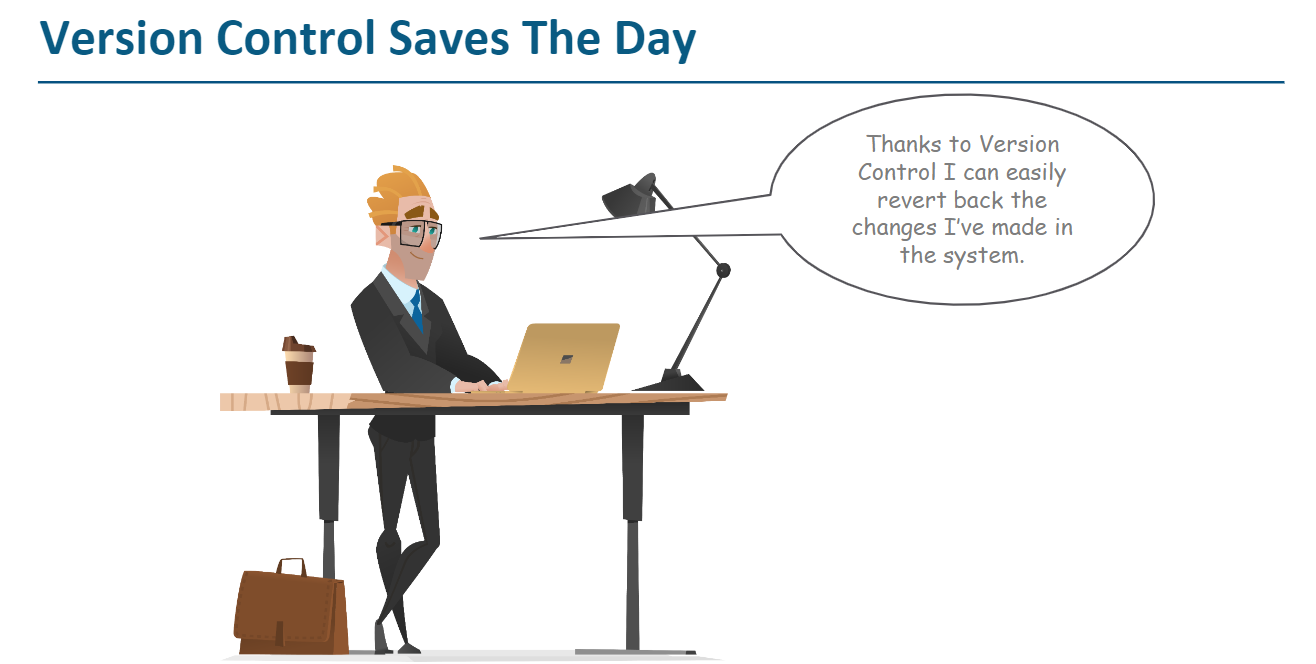 Version Control Saves The Day
Thanks to Version
Control I can easily
revert back the
changes I've made in
the system.